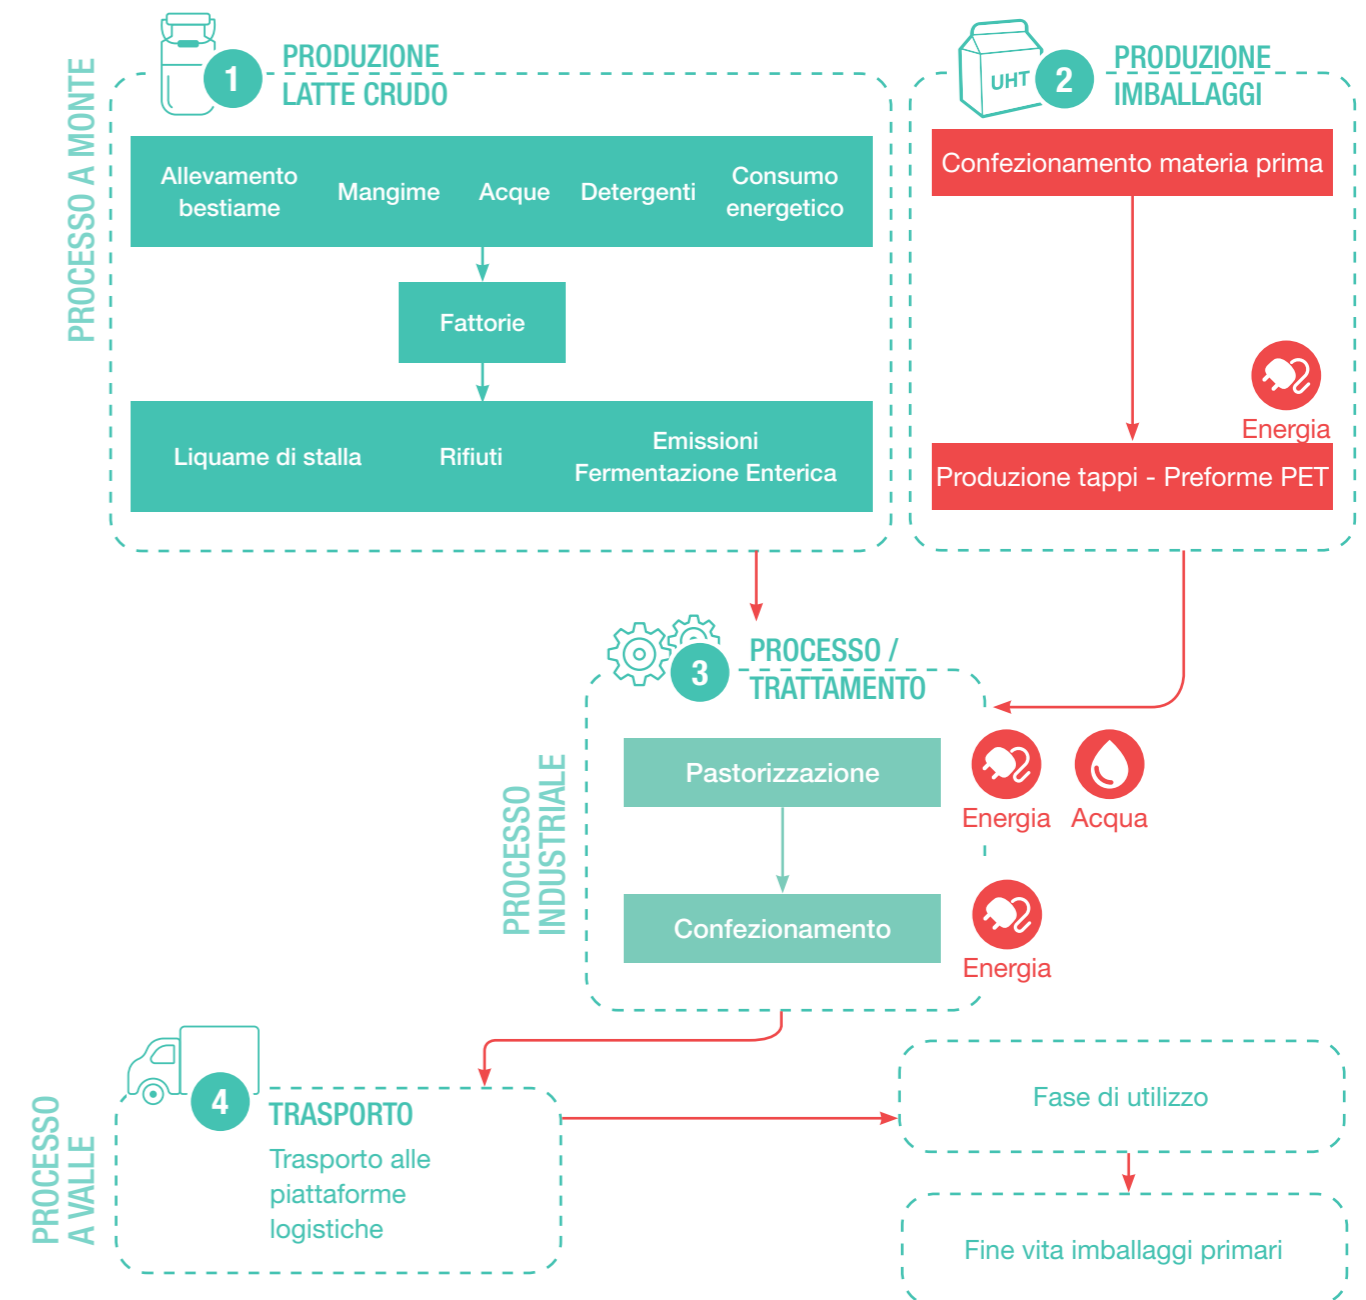 PROCESSO A MONTE
1
PRODUZIONE
LATTE CRUDO
Allevamento
bestiame
Mangime
Acque
Detergenti
Consumo
energetico
Fattorie
Liquame di stalla
Rifiuti
Emissioni
Fermentazione Enterica
UHT
2
PRODUZIONE
IMBALLAGGI
Confezionamento materia prima
Energia
Produzione tappi - Preforme PET
PROCESSO
INDUSTRIALE
3
PROCESSO /
TRATTAMENTO
Pastorizzazione
Energia
Acqua
Confezionamento
Energia
PROCESSO
A VALLE
4
TRASPORTO
Trasporto alle
piattaforme
logistiche
Fase di utilizzo
Fine vita imballaggi primari